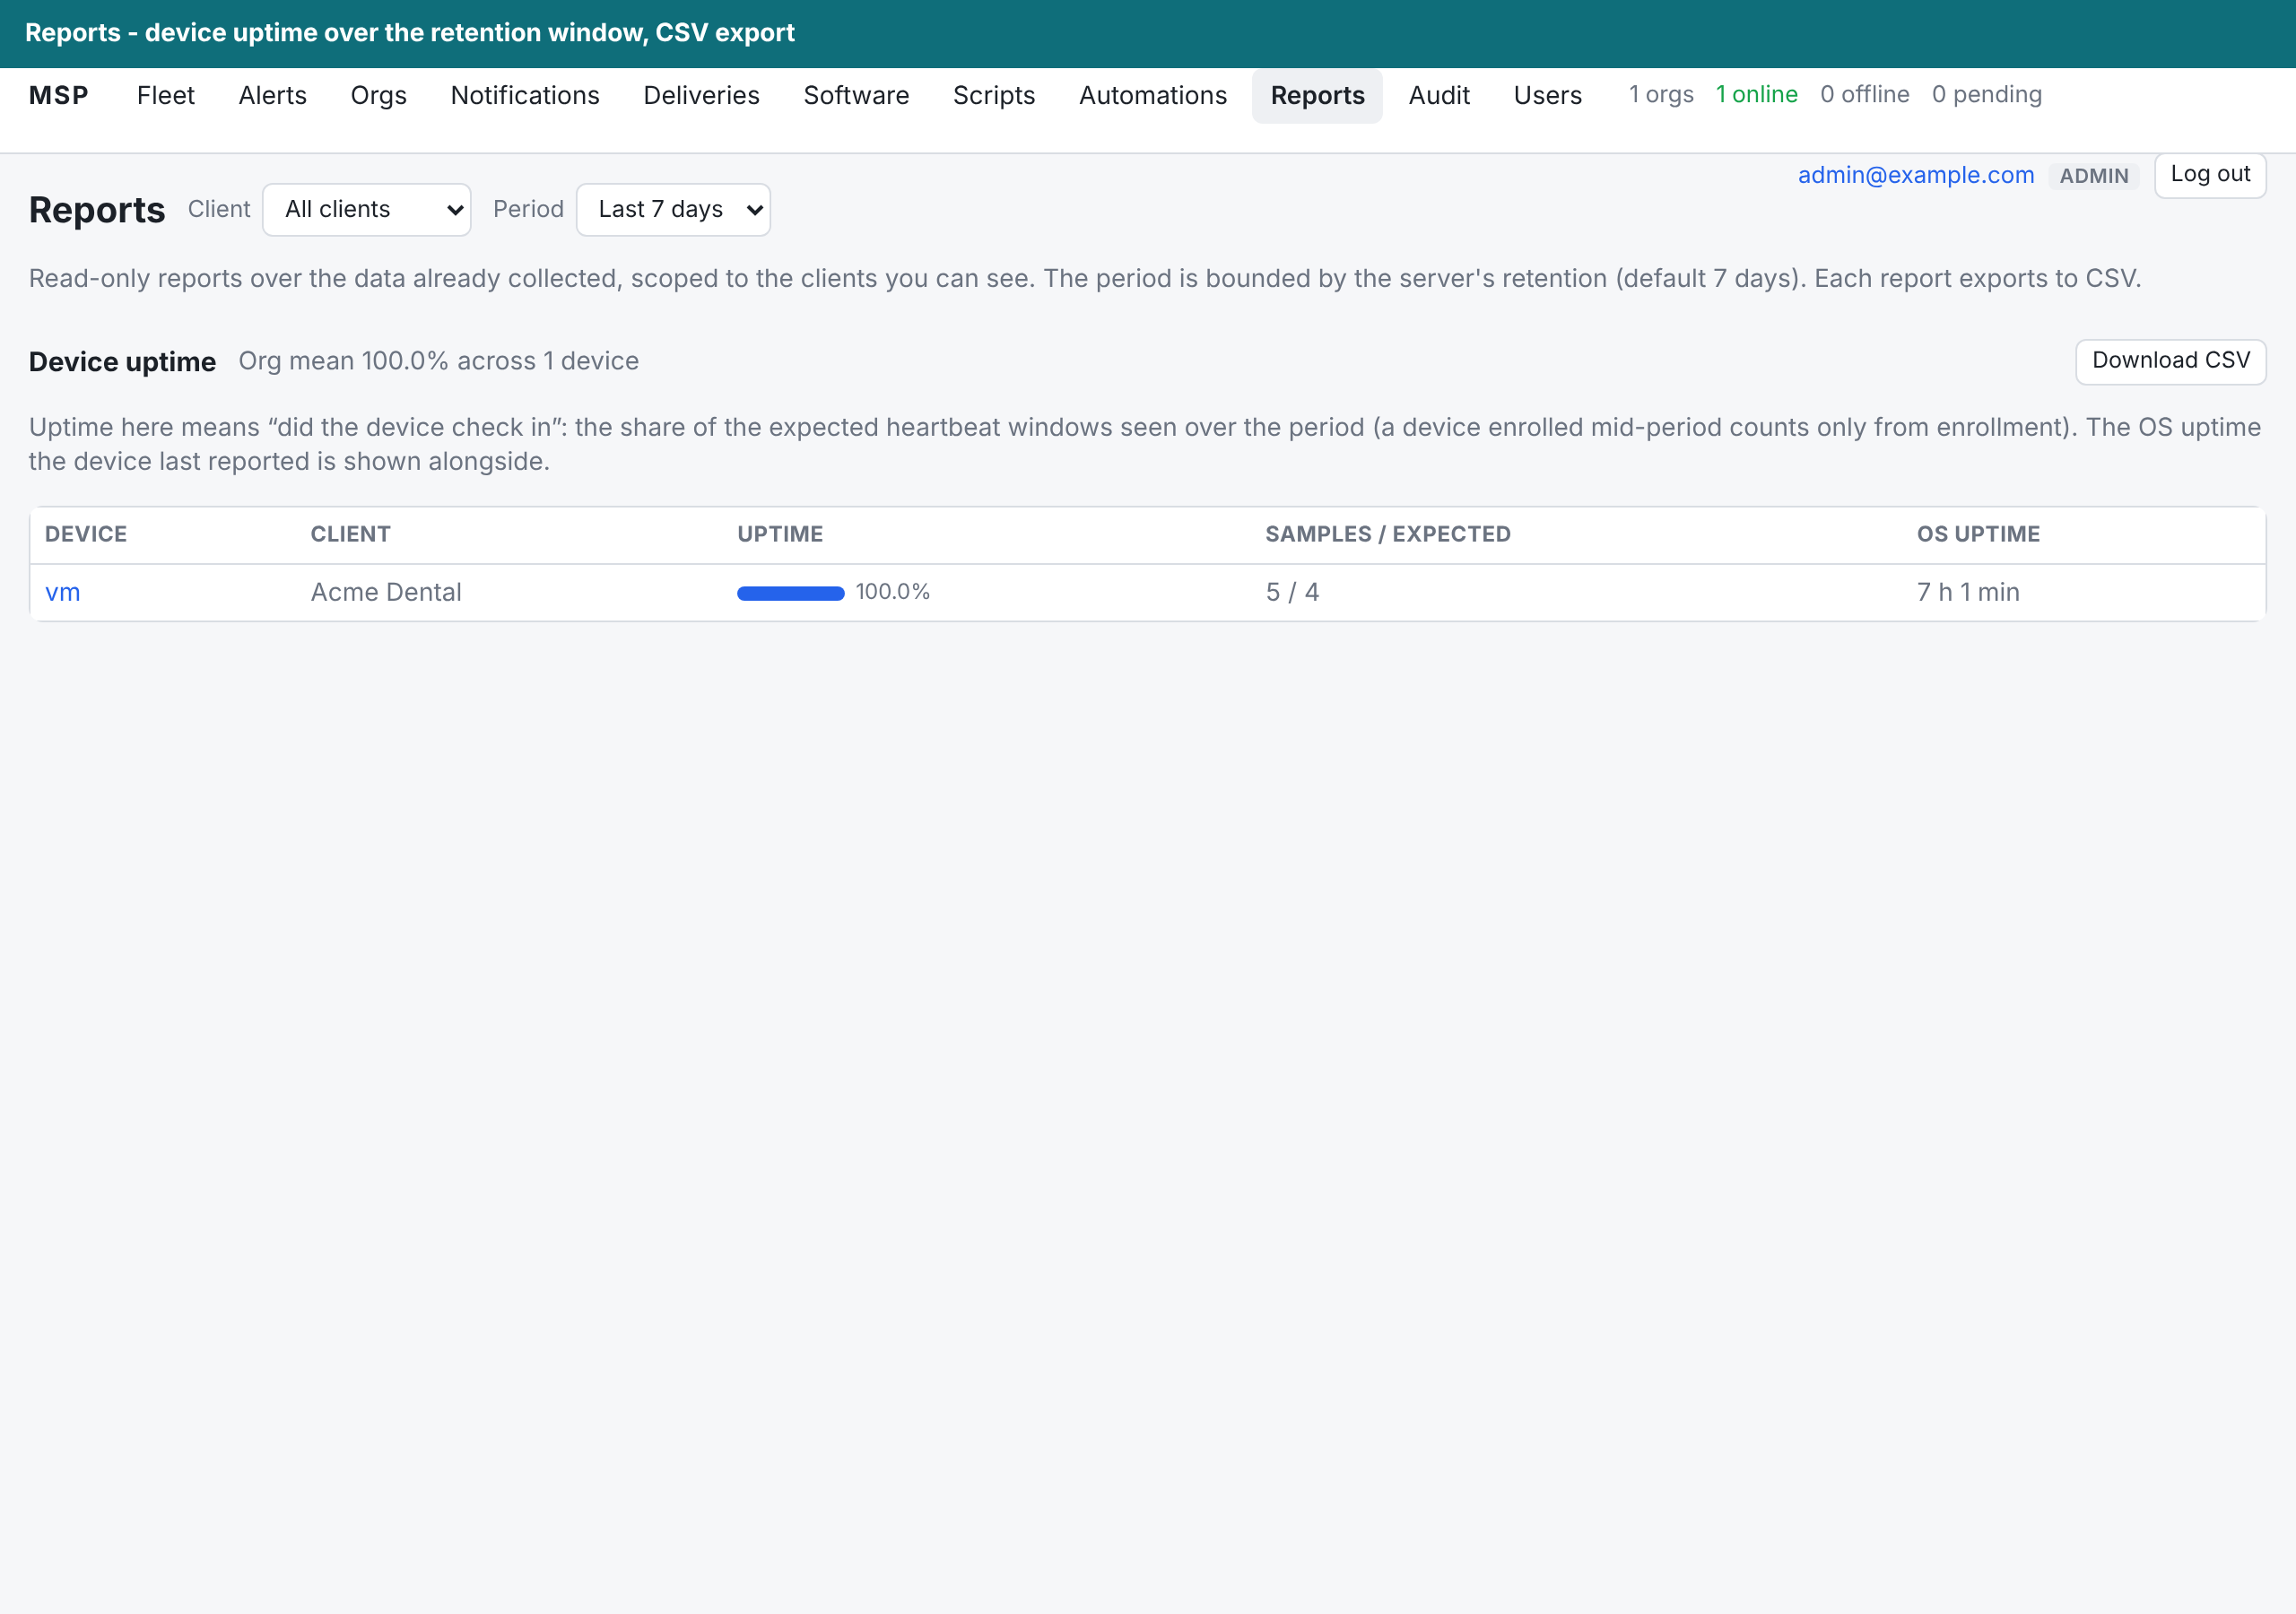 Reports - device uptime over the retention window, CSV export
MSP Fleet Alerts Orgs Notifications Deliveries Software Scripts Automations Reports Audit Users 1 orgs 1 online 0 offline 0 pending
admin@example.com ADMIN Log out
Reports Client All clients Period Last 7 days
Read-only reports over the data already collected, scoped to the clients you can see. The period is bounded by the server's retention (default 7 days). Each report exports to CSV.
Device uptime Org mean 100.0% across 1 device Download CSV
Uptime here means “did the device check in”: the share of the expected heartbeat windows seen over the period (a device enrolled mid-period counts only from enrollment). The OS uptime
the device last reported is shown alongside.
DEVICE CLIENT UPTIME SAMPLES / EXPECTED OS UPTIME
vm Acme Dental 100.0% 5 / 4 7 h 1 min